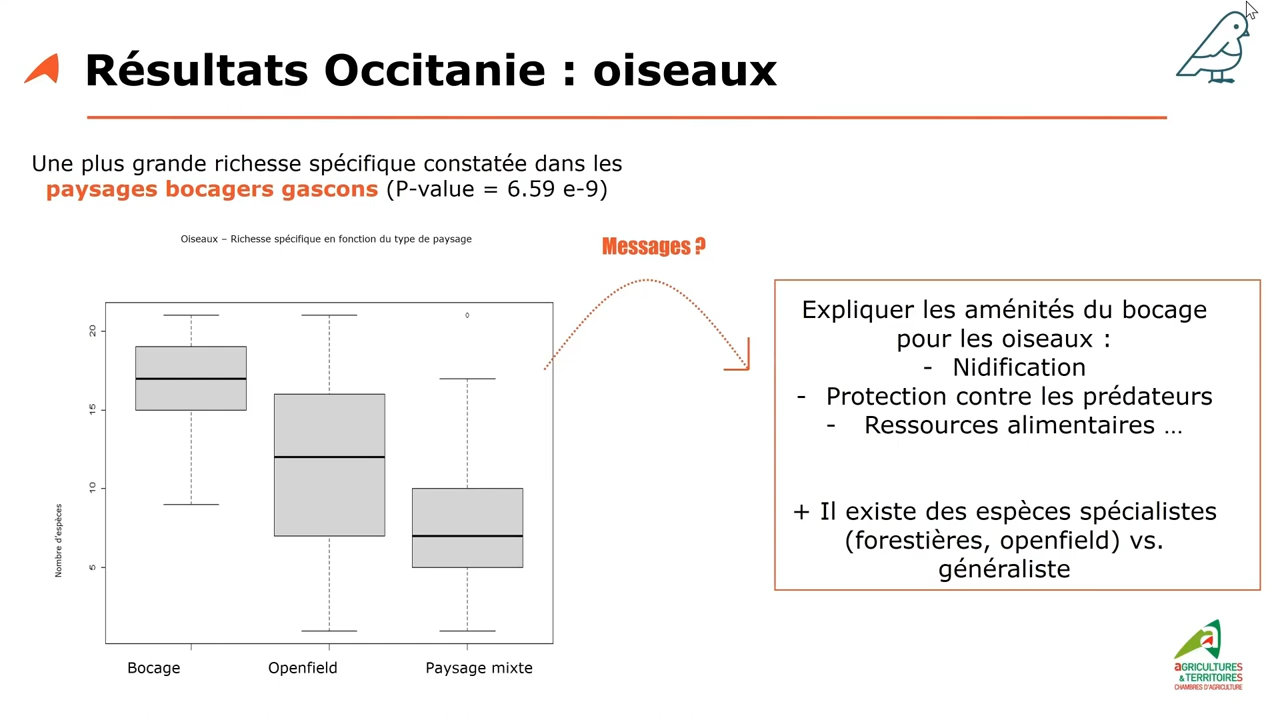 Résultats Occitanie : oiseaux
Une plus grande richesse spécifique constatée dans les
paysages bocagers gascons (P-value = 6.59 e-9)
Oiseaux – Richesse spécifique en fonction du type de paysage
Messages ?
20
15
10
5
Nombre d'espèces
Bocage
Openfield
Paysage mixte
Expliquer les aménités du bocage
pour les oiseaux :
- Nidification
- Protection contre les prédateurs
- Ressources alimentaires …
+ Il existe des espèces spécialistes
(forestières, openfield) vs.
généraliste
a
AGRICULTURES
& TERRITOIRES
CHAMBRES D'AGRICULTURE